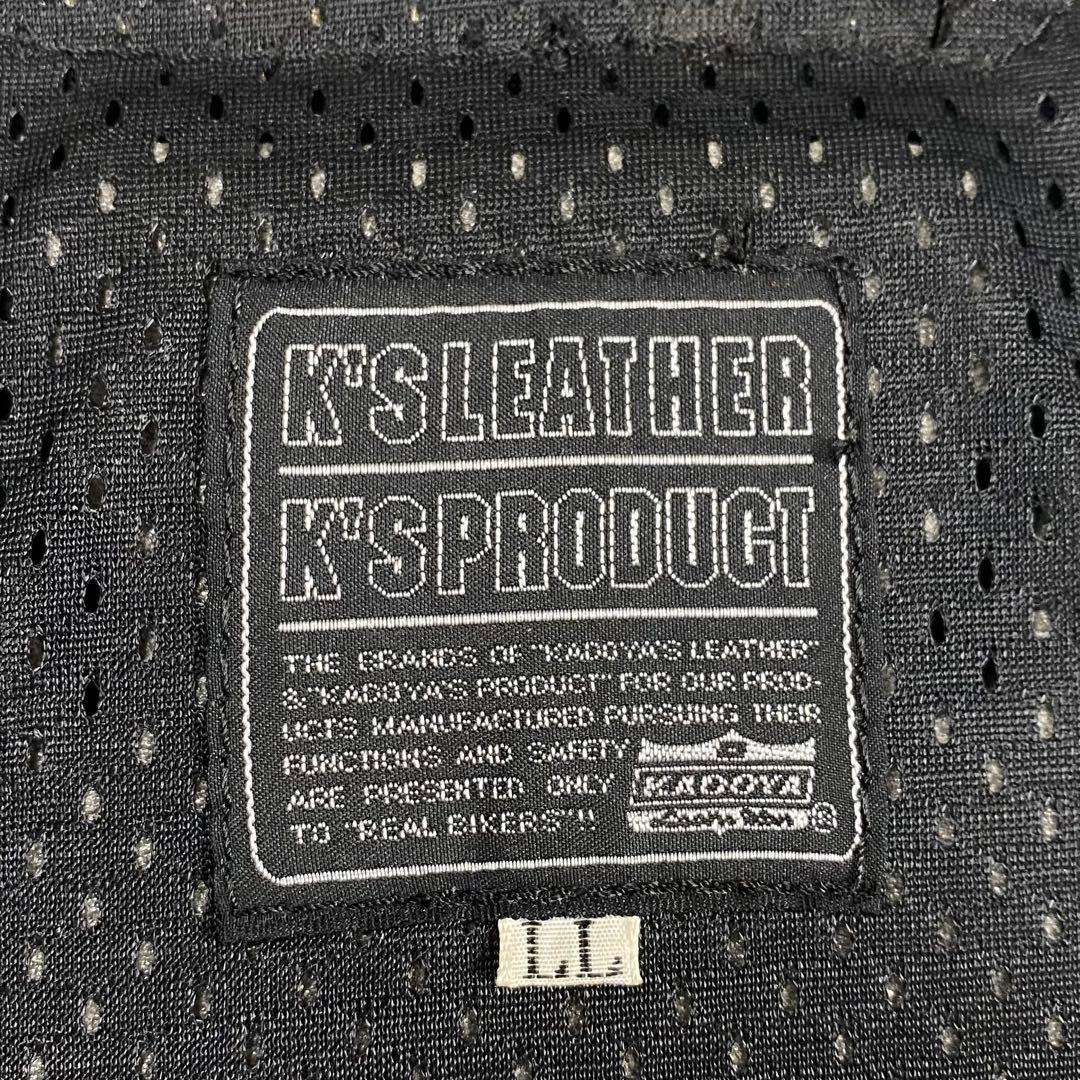 K'S LEATHER
K'S PRODUCT
THE BRANDS OF "KADOYA'S LEATHER"
& "KADOYA'S PRODUCT" FOR OUR PROD-
UCTS MANUFACTURED PURSUING THEIR
FUNCTIONS AND SAFETY
ARE PRESENTED ONLY
TO "REAL BIKERS"!!
KADOYA
®
LL